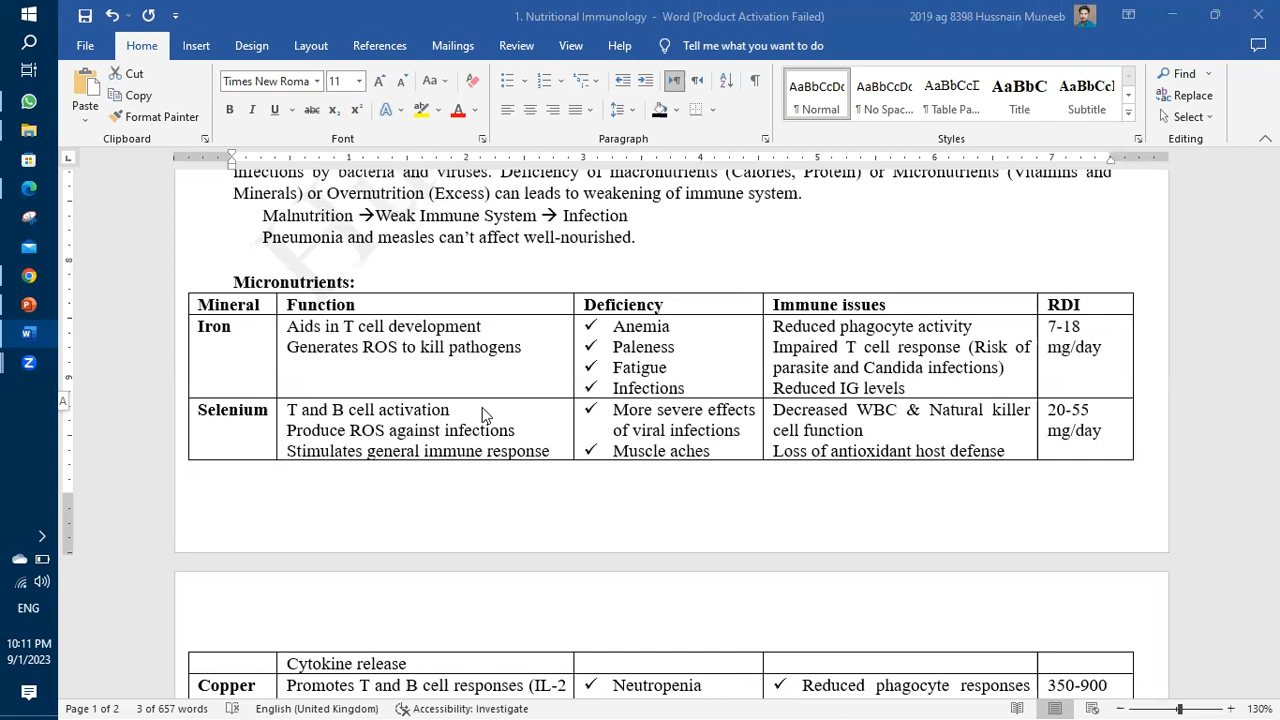 1. Nutritional Immunology - Word (Product Activation Failed)
2019 ag 8398 Hussnain Muneeb
File Home Insert Design Layout References Mailings Review View Help Tell me what you want to do
Paste
Cut
Copy
Format Painter
Clipboard
Times New Roma 11
Font
Paragraph
AaBbCcDc AaBbCcDc AaBbCcDc AaBbC AaBbCcI
¶ Normal ¶ No Spac... ¶ Table Pa... Title Subtitle
Styles
Find
Replace
Select
Editing
1 2 3 4 5 6 7
infections by bacteria and viruses. Deficiency of macronutrients (Calories, Protein) or Micronutrients (Vitamins and
Minerals) or Overnutrition (Excess) can leads to weakening of immune system.
Malnutrition →Weak Immune System → Infection
Pneumonia and measles can’t affect well-nourished.
Micronutrients:
Mineral Function Deficiency Immune issues RDI
Iron Aids in T cell development ✓ Anemia Reduced phagocyte activity 7-18
Generates ROS to kill pathogens ✓ Paleness Impaired T cell response (Risk of mg/day
✓ Fatigue parasite and Candida infections)
✓ Infections Reduced IG levels
Selenium T and B cell activation ✓ More severe effects Decreased WBC & Natural killer 20-55
Produce ROS against infections of viral infections cell function mg/day
Stimulates general immune response ✓ Muscle aches Loss of antioxidant host defense
Cytokine release
Copper Promotes T and B cell responses (IL-2 ✓ Neutropenia ✓ Reduced phagocyte responses 350-900
ENG
10:11 PM
9/1/2023
Page 1 of 2 3 of 657 words English (United Kingdom) Accessibility: Investigate 130%